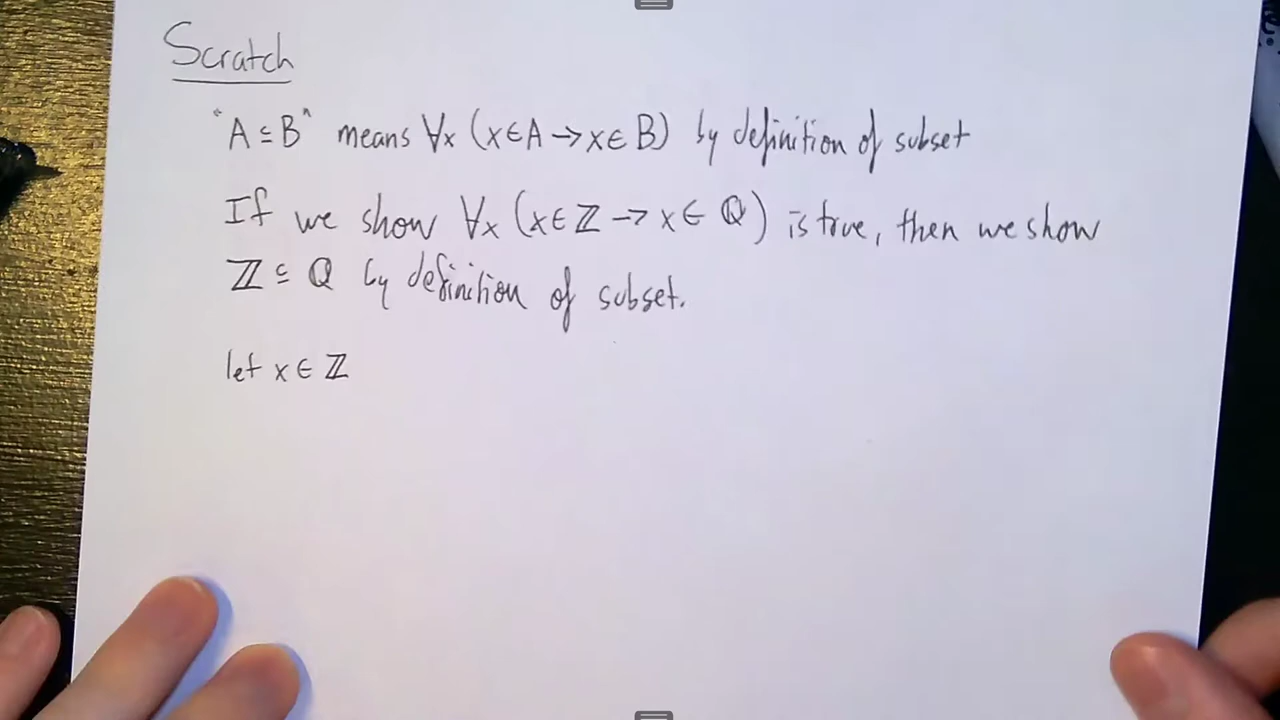 Scratch
"A ⊆ B" means ∀x (x∈A → x∈B) by definition of subset
If we show ∀x (x∈ℤ → x∈ℚ) is true, then we show
ℤ ⊆ ℚ by definition of subset.
let x ∈ ℤ